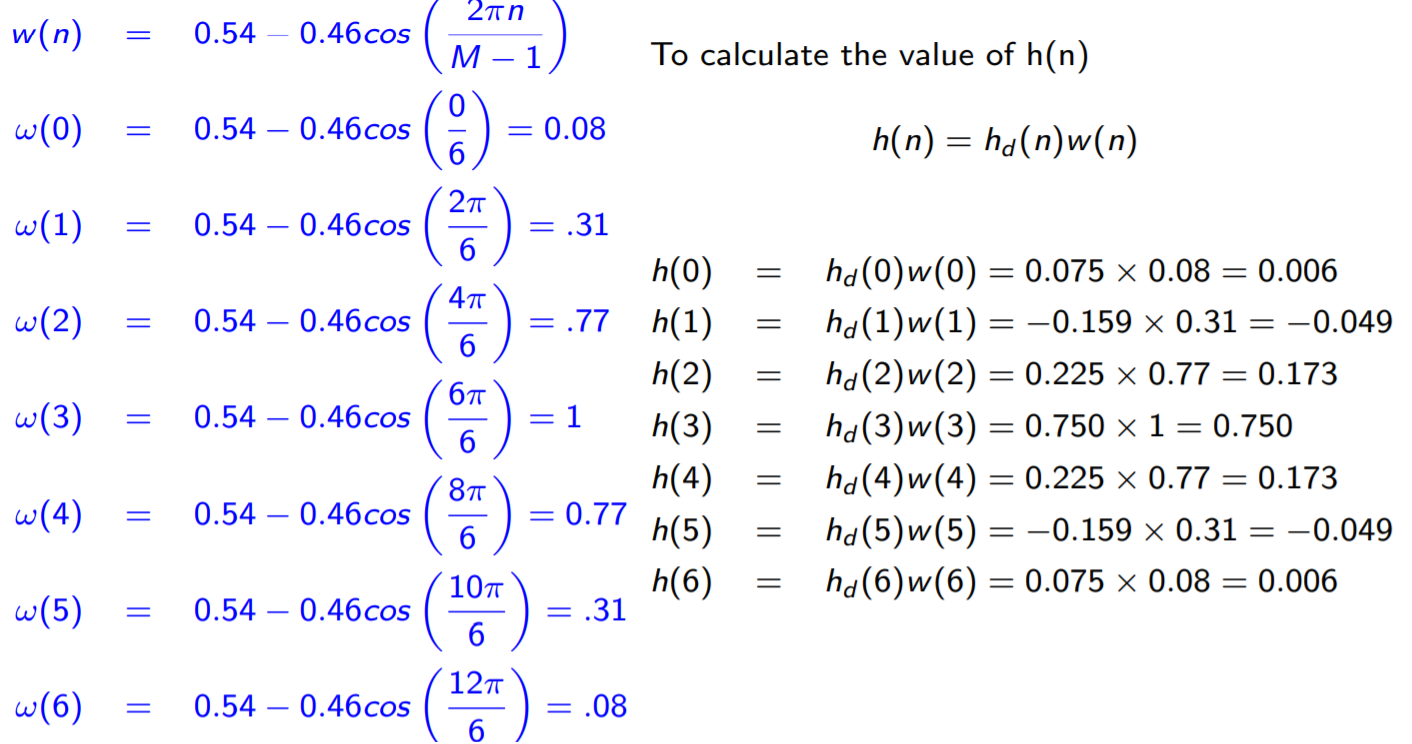 w(n) = 0.54 − 0.46cos(2πn / M − 1)
ω(0) = 0.54 − 0.46cos(0/6) = 0.08
ω(1) = 0.54 − 0.46cos(2π/6) = .31
ω(2) = 0.54 − 0.46cos(4π/6) = .77
ω(3) = 0.54 − 0.46cos(6π/6) = 1
ω(4) = 0.54 − 0.46cos(8π/6) = 0.77
ω(5) = 0.54 − 0.46cos(10π/6) = .31
ω(6) = 0.54 − 0.46cos(12π/6) = .08
To calculate the value of h(n)
h(n) = h_d(n)w(n)
h(0) = h_d(0)w(0) = 0.075 × 0.08 = 0.006
h(1) = h_d(1)w(1) = −0.159 × 0.31 = −0.049
h(2) = h_d(2)w(2) = 0.225 × 0.77 = 0.173
h(3) = h_d(3)w(3) = 0.750 × 1 = 0.750
h(4) = h_d(4)w(4) = 0.225 × 0.77 = 0.173
h(5) = h_d(5)w(5) = −0.159 × 0.31 = −0.049
h(6) = h_d(6)w(6) = 0.075 × 0.08 = 0.006